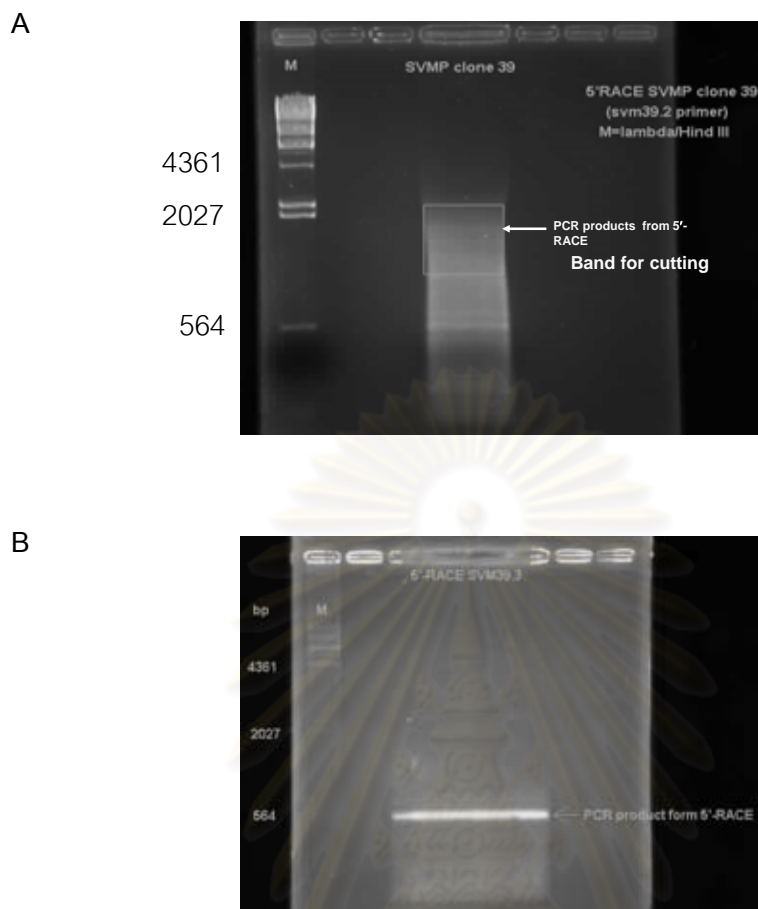 A
M
SVMP clone 39
5'RACE SVMP clone 39
(svm39.2 primer)
M=lambda/Hind III
4361
2027
564
PCR products from 5'-
RACE
Band for cutting
B
5'-RACE SVM39.3
bp
M
4361
2027
564
PCR product form 5'-RACE